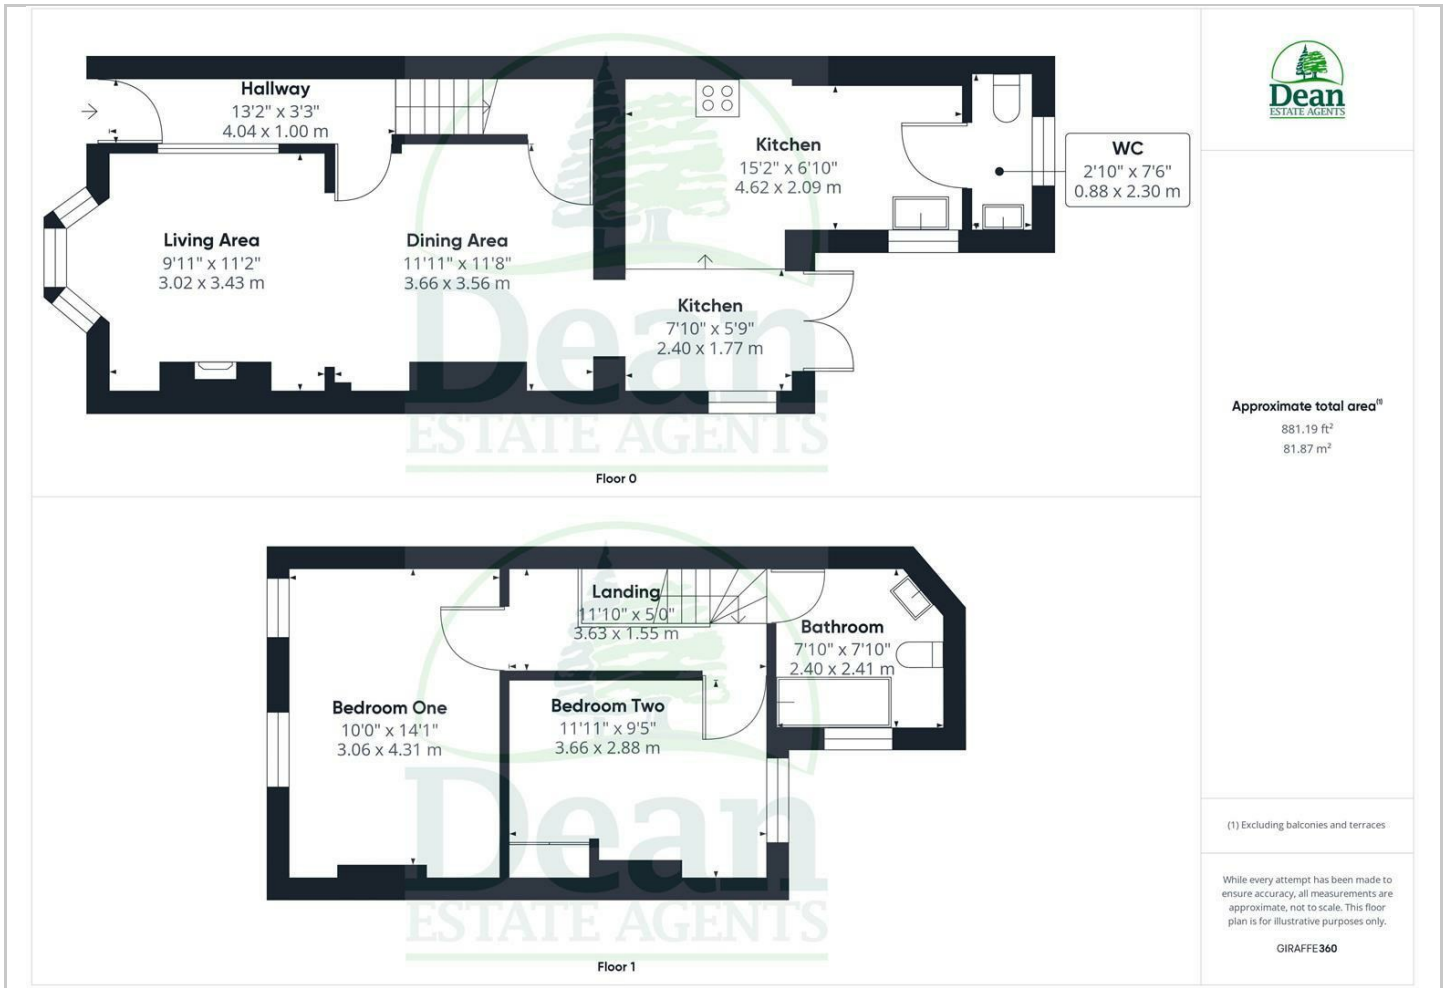 Hallway
13'2" x 3'3"
4.04 x 1.00 m
Kitchen
15'2" x 6'10"
4.62 x 2.09 m
WC
2'10" x 7'6"
0.88 x 2.30 m
Living Area
9'11" x 11'2"
3.02 x 3.43 m
Dining Area
11'11" x 11'8"
3.66 x 3.56 m
Kitchen
7'10" x 5'9"
2.40 x 1.77 m
Dean
ESTATE AGENTS
Floor 0
Landing
11'10" x 5'0"
3.63 x 1.55 m
Bathroom
7'10" x 7'10"
2.40 x 2.41 m
Bedroom One
10'0" x 14'1"
3.06 x 4.31 m
Bedroom Two
11'11" x 9'5"
3.66 x 2.88 m
Dean
ESTATE AGENTS
Floor 1
Dean
ESTATE AGENTS
Approximate total area⁽¹⁾
881.19 ft²
81.87 m²
(1) Excluding balconies and terraces
While every attempt has been made to
ensure accuracy, all measurements are
approximate, not to scale. This floor
plan is for illustrative purposes only.
GIRAFFE360